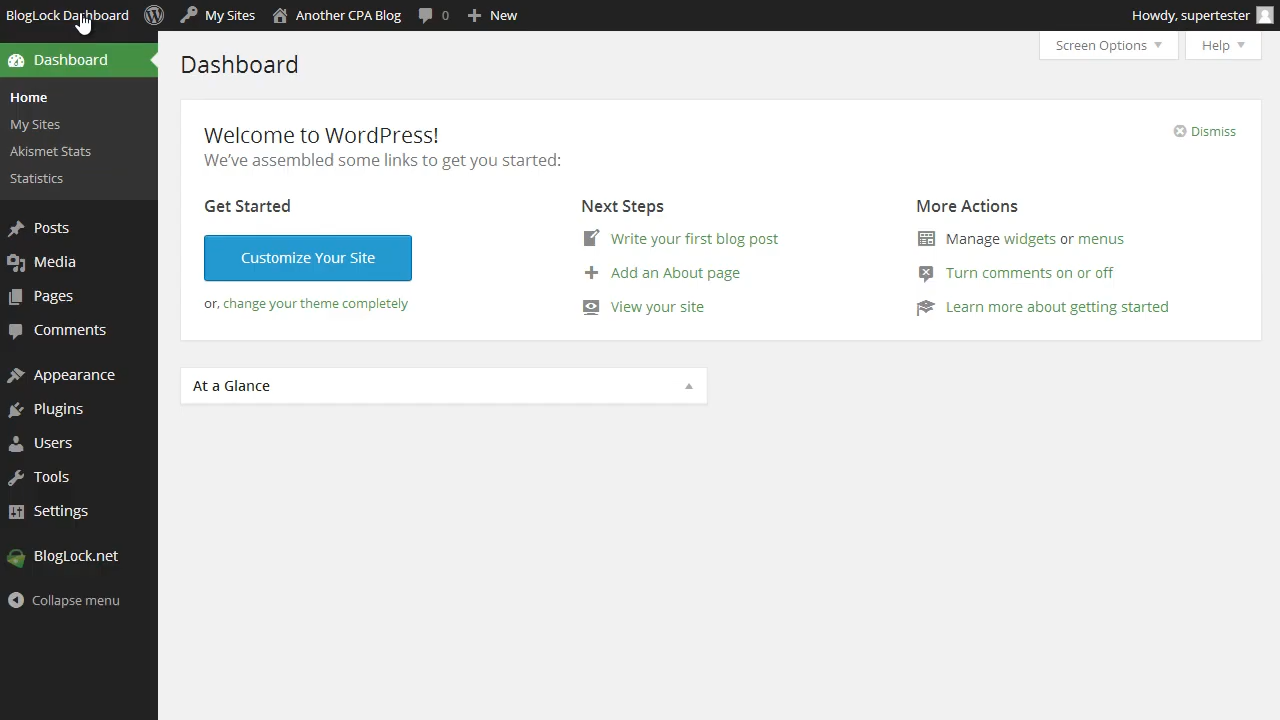 BlogLock Dashboard My Sites Another CPA Blog 0 New Howdy, supertester
Dashboard
Home
My Sites
Akismet Stats
Statistics
Posts
Media
Pages
Comments
Appearance
Plugins
Users
Tools
Settings
BlogLock.net
Collapse menu
Screen Options Help
Dashboard
Welcome to WordPress!
Dismiss
We've assembled some links to get you started:
Get Started
Customize Your Site
or, change your theme completely
Next Steps
Write your first blog post
Add an About page
View your site
More Actions
Manage widgets or menus
Turn comments on or off
Learn more about getting started
At a Glance